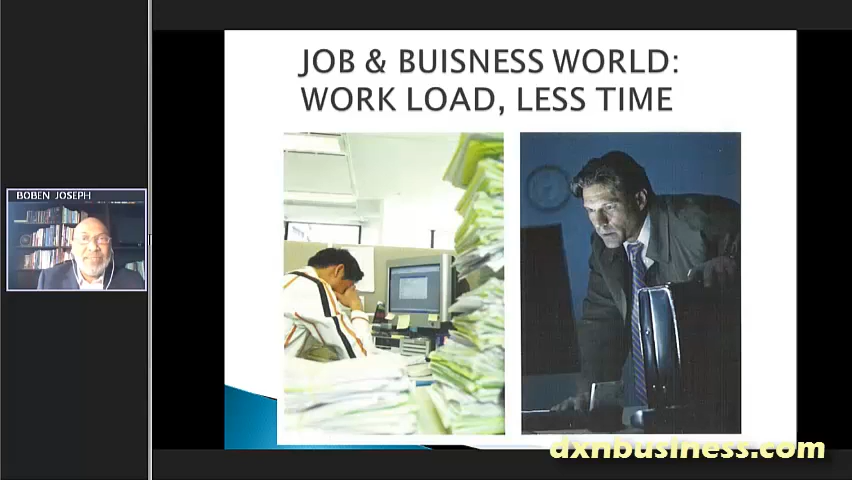 JOB & BUISNESS WORLD:
WORK LOAD, LESS TIME
BOBEN JOSEPH
dxnbusiness.com